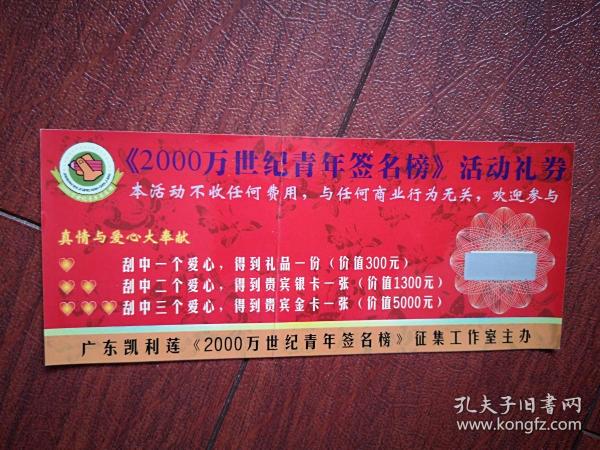 《2000万世纪青年签名榜》活动礼券
本活动不收任何费用，与任何商业行为无关，欢迎参与
真情与爱心大奉献
刮中一个爱心，得到礼品一份（价值300元）
刮中二个爱心，得到贵宾银卡一张（价值1300元）
刮中三个爱心，得到贵宾金卡一张（价值5000元）
广东凯利莲《2000万世纪青年签名榜》征集工作室主办
孔夫子旧书网
www.kongfz.com